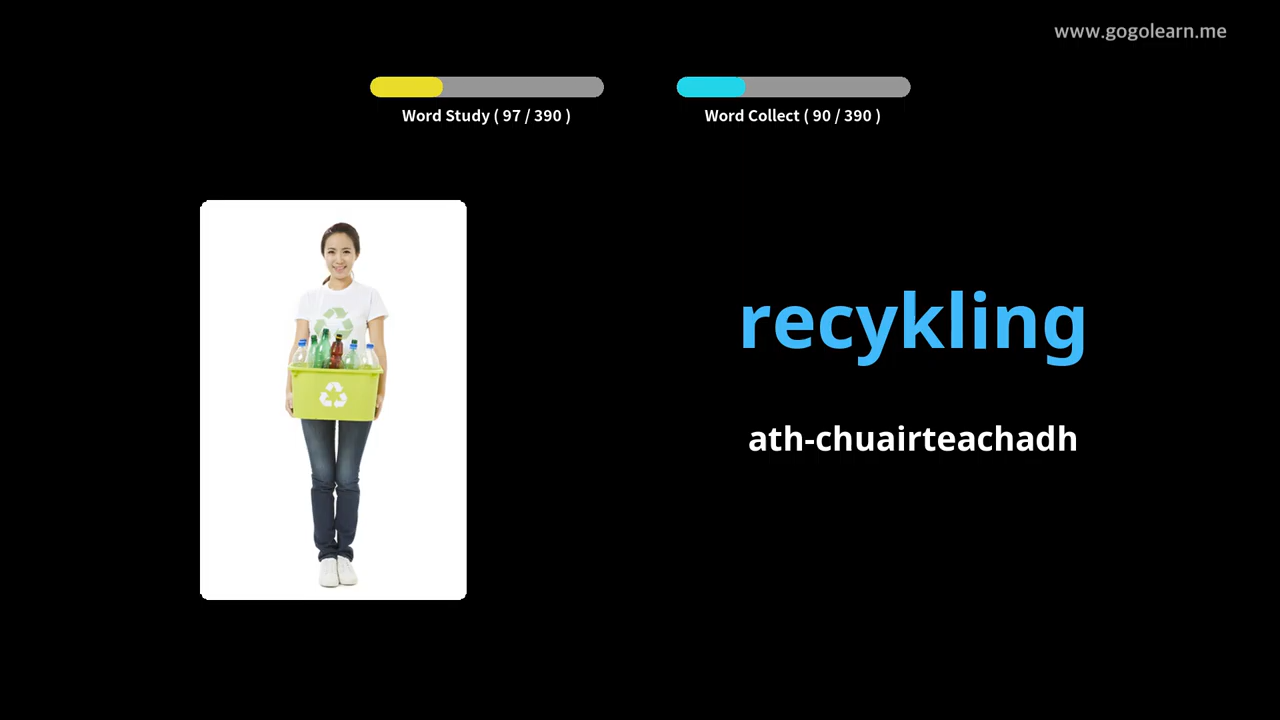 www.gogolearn.me
Word Study ( 97 / 390 )
Word Collect ( 90 / 390 )
recykling
ath-chuairteachadh